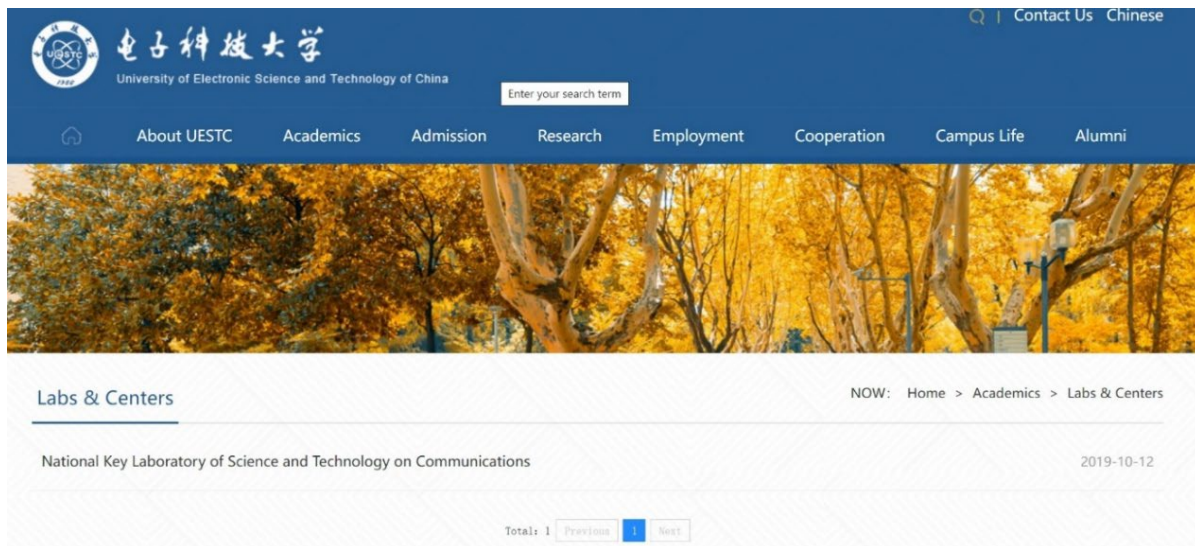 Contact Us Chinese
电子科技大学
University of Electronic Science and Technology of China
UESTC
1956
Enter your search term
About UESTC Academics Admission Research Employment Cooperation Campus Life Alumni
Labs & Centers
NOW: Home > Academics > Labs & Centers
National Key Laboratory of Science and Technology on Communications
2019-10-12
Total: 1 Previous 1 Next